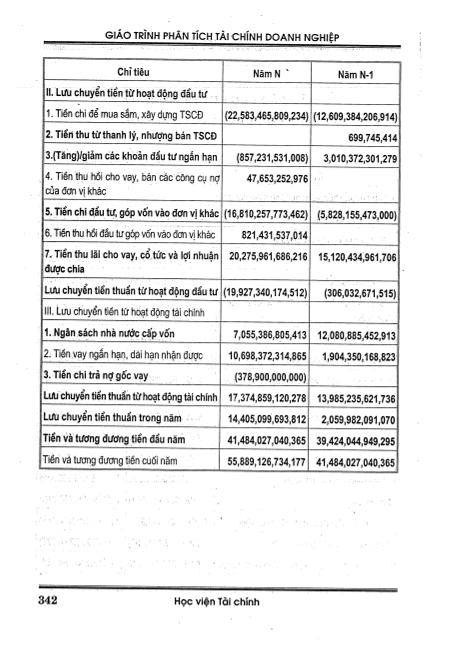 GIÁO TRÌNH PHÂN TÍCH TÀI CHÍNH DOANH NGHIỆP
Chỉ tiêu Năm N Năm N-1
II. Lưu chuyển tiền từ hoạt động đầu tư
1. Tiền chi để mua sắm, xây dựng TSCĐ (22,583,465,809,234) (12,609,384,206,914)
2. Tiền thu từ thanh lý, nhượng bán TSCĐ 699,745,414
3.(Tăng)/giảm các khoản đầu tư ngắn hạn (857,231,531,008) 3,010,372,301,279
4. Tiền thu hồi cho vay, bán các công cụ nợ 47,653,252,976
của đơn vị khác
5. Tiền chi đầu tư, góp vốn vào đơn vị khác (16,810,257,773,462) (5,828,155,473,000)
6. Tiền thu hồi đầu tư góp vốn vào đơn vị khác 821,431,537,014
7. Tiền thu lãi cho vay, cổ tức và lợi nhuận 20,275,961,686,216 15,120,434,961,706
được chia
Lưu chuyển tiền thuần từ hoạt động đầu tư (19,927,340,174,512) (306,032,671,515)
III. Lưu chuyển tiền từ hoạt động tài chính
1. Ngân sách nhà nước cấp vốn 7,055,386,805,413 12,080,885,452,913
2. Tiền vay ngắn hạn, dài hạn nhận được 10,698,372,314,865 1,904,350,168,823
3. Tiền chi trả nợ gốc vay (378,900,000,000)
Lưu chuyển tiền thuần từ hoạt động tài chính 17,374,859,120,278 13,985,235,621,736
Lưu chuyển tiền thuần trong năm 14,405,099,693,812 2,059,982,091,070
Tiền và tương đương tiền đầu năm 41,484,027,040,365 39,424,044,949,295
Tiền và tương đương tiền cuối năm 55,889,126,734,177 41,484,027,040,365
342 Học viện Tài chính